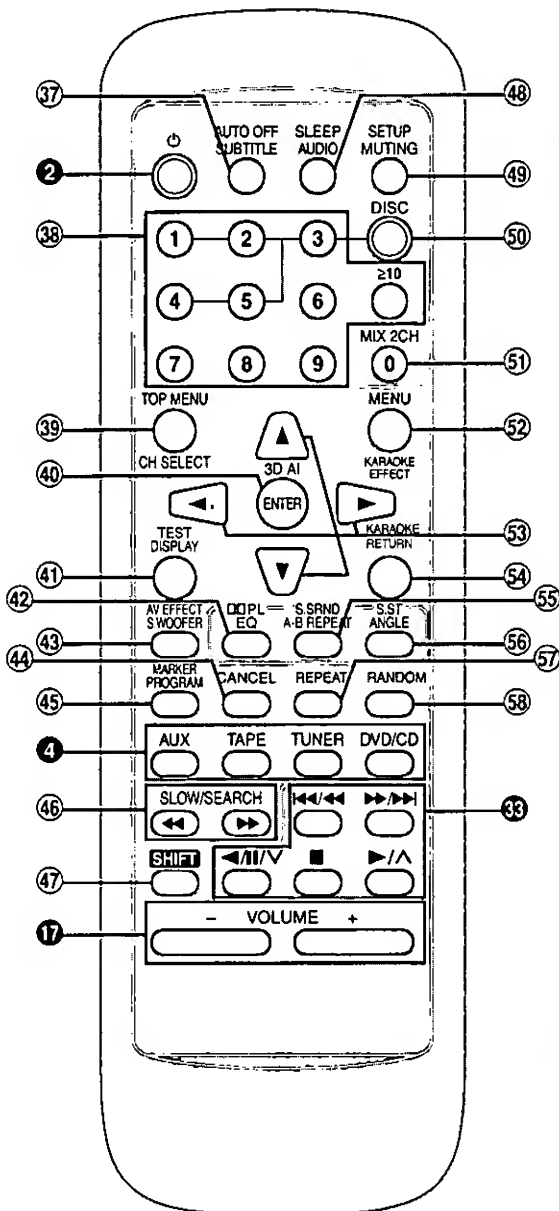 37 48
AUTO OFF SLEEP SETUP
SUBTITLE AUDIO MUTING
2 49
DISC
38 1 2 3 50
≥10
4 5 6
MIX 2CH
7 8 9 0 51
TOP MENU MENU
39 ▲ 52
CH SELECT 3D AI KARAOKE
EFFECT
40 ENTER
◄ ► 53
TEST KARAOKE
DISPLAY RETURN
41 ▼ 54
42 55
AV EFFECT DD PL S.SRND S.ST
S WOOFER EQ A-B REPEAT ANGLE
43 56
44 57
MARKER
PROGRAM CANCEL REPEAT RANDOM
45 58
AUX TAPE TUNER DVD/CD
4
SLOW/SEARCH |◄◄/◄◄ ►►/►►|
46 ◄◄ ►► 33
SHIFT ◄/II/∨ ■ ►/∧
47
− VOLUME +
17